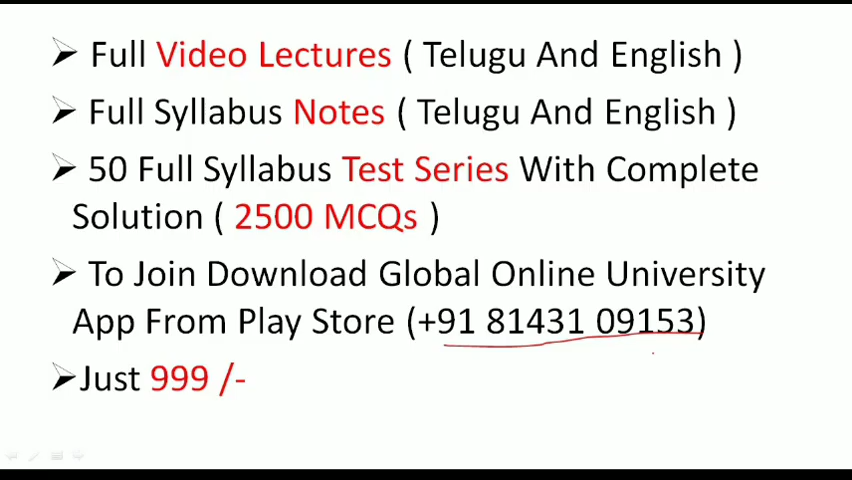 ➢ Full Video Lectures ( Telugu And English )
➢ Full Syllabus Notes ( Telugu And English )
➢ 50 Full Syllabus Test Series With Complete
Solution ( 2500 MCQs )
➢ To Join Download Global Online University
App From Play Store (+91 81431 09153)
➢Just 999 /-